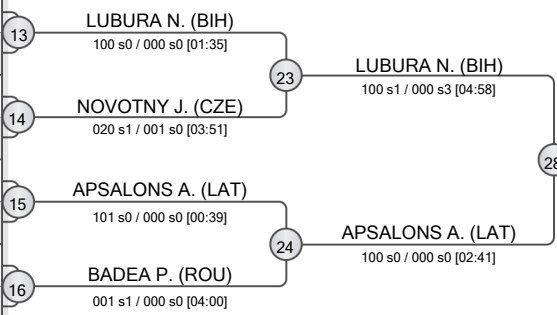 13
LUBURA N. (BIH)
100 s0 / 000 s0 [01:35]
23
LUBURA N. (BIH)
100 s1 / 000 s3 [04:58]
14
NOVOTNY J. (CZE)
020 s1 / 001 s0 [03:51]
28
15
APSALONS A. (LAT)
101 s0 / 000 s0 [00:39]
24
APSALONS A. (LAT)
100 s0 / 000 s0 [02:41]
16
BADEA P. (ROU)
001 s1 / 000 s0 [04:00]